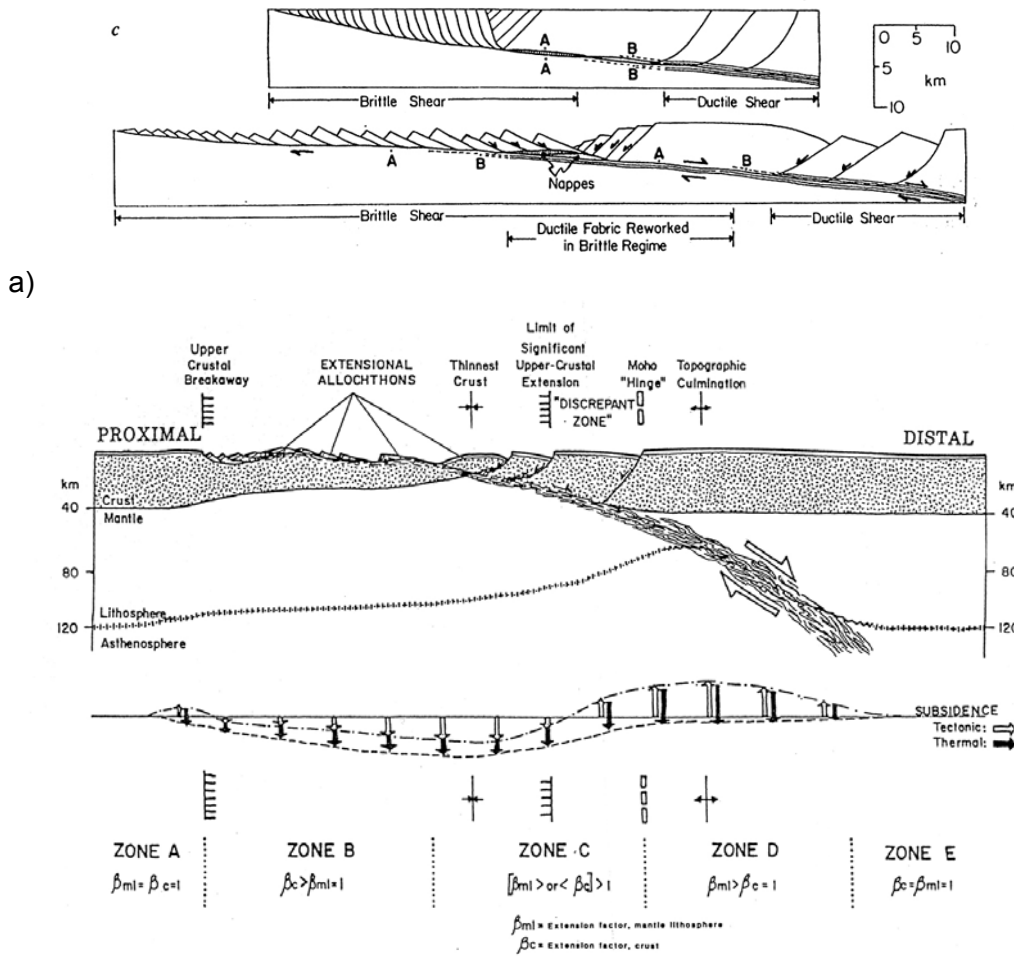 c
A
A
B
B
0 5 10
0
5
10
km
Brittle Shear
Ductile Shear
A
B
A
B
Nappes
Brittle Shear
Ductile Shear
Ductile Fabric Reworked
in Brittle Regime
a)
Upper
Crustal
Breakaway
EXTENSIONAL
ALLOCHTHONS
Thinnest
Crust
Limit of
Significant
Upper-Crustal
Extension
"DISCREPANT
ZONE"
Moho
"Hinge"
Topographic
Culmination
PROXIMAL
DISTAL
km
km
Crust
40
Mantle
40
80
80
Lithosphere
120
Asthenosphere
120
SUBSIDENCE
Tectonic:
Thermal:
ZONE A
ZONE B
ZONE C
ZONE D
ZONE E
βml = βc = 1
βc > βml = 1
[βml > or < βc] > 1
βml > βc = 1
βc = βml = 1
βml = Extension factor, mantle lithosphere
βc = Extension factor, crust